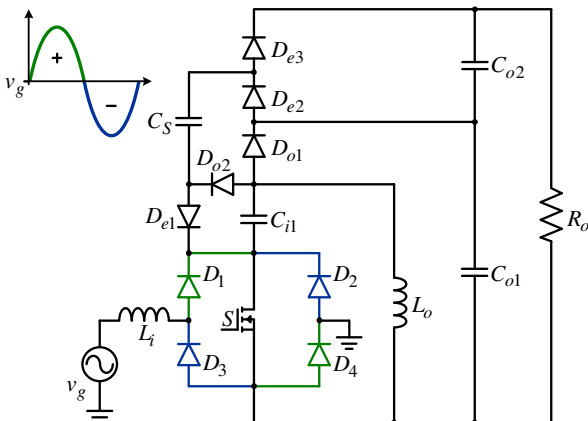 +
v_g
−
D_e3
C_o2
D_e2
C_S
D_o1
D_o2
D_e1
C_i1
R_o
D_1
D_2
C_o1
S
L_o
L_i
D_3
D_4
v_g